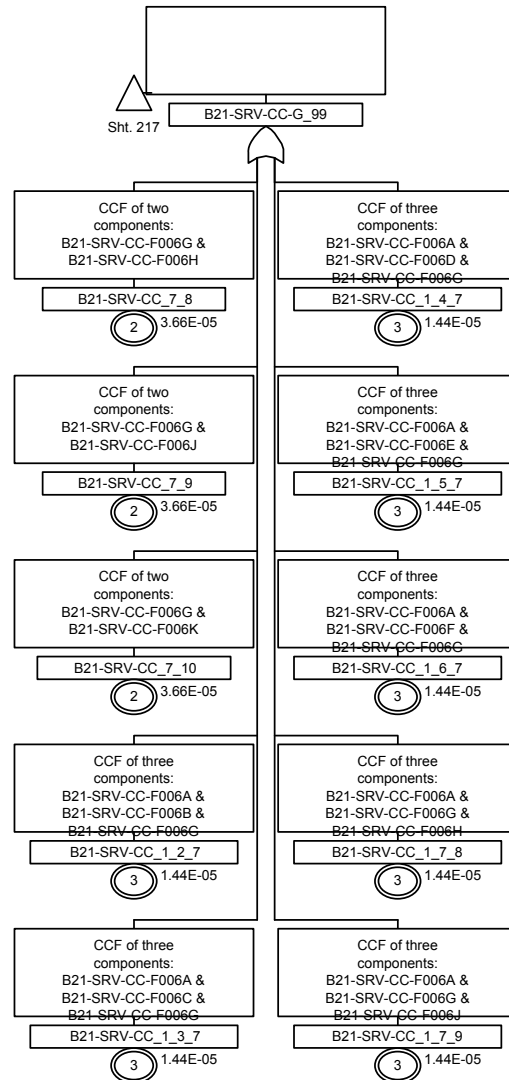 Sht. 217
B21-SRV-CC-G_99
CCF of two
components:
B21-SRV-CC-F006G &
B21-SRV-CC-F006H
B21-SRV-CC_7_8
2
3.66E-05
CCF of three
components:
B21-SRV-CC-F006A &
B21-SRV-CC-F006D &
B21-SRV-CC-F006G
B21-SRV-CC_1_4_7
3
1.44E-05
CCF of two
components:
B21-SRV-CC-F006G &
B21-SRV-CC-F006J
B21-SRV-CC_7_9
2
3.66E-05
CCF of three
components:
B21-SRV-CC-F006A &
B21-SRV-CC-F006E &
B21-SRV-CC-F006G
B21-SRV-CC_1_5_7
3
1.44E-05
CCF of two
components:
B21-SRV-CC-F006G &
B21-SRV-CC-F006K
B21-SRV-CC_7_10
2
3.66E-05
CCF of three
components:
B21-SRV-CC-F006A &
B21-SRV-CC-F006F &
B21-SRV-CC-F006G
B21-SRV-CC_1_6_7
3
1.44E-05
CCF of three
components:
B21-SRV-CC-F006A &
B21-SRV-CC-F006B &
B21-SRV-CC-F006G
B21-SRV-CC_1_2_7
3
1.44E-05
CCF of three
components:
B21-SRV-CC-F006A &
B21-SRV-CC-F006G &
B21-SRV-CC-F006H
B21-SRV-CC_1_7_8
3
1.44E-05
CCF of three
components:
B21-SRV-CC-F006A &
B21-SRV-CC-F006C &
B21-SRV-CC-F006G
B21-SRV-CC_1_3_7
3
1.44E-05
CCF of three
components:
B21-SRV-CC-F006A &
B21-SRV-CC-F006G &
B21-SRV-CC-F006J
B21-SRV-CC_1_7_9
3
1.44E-05